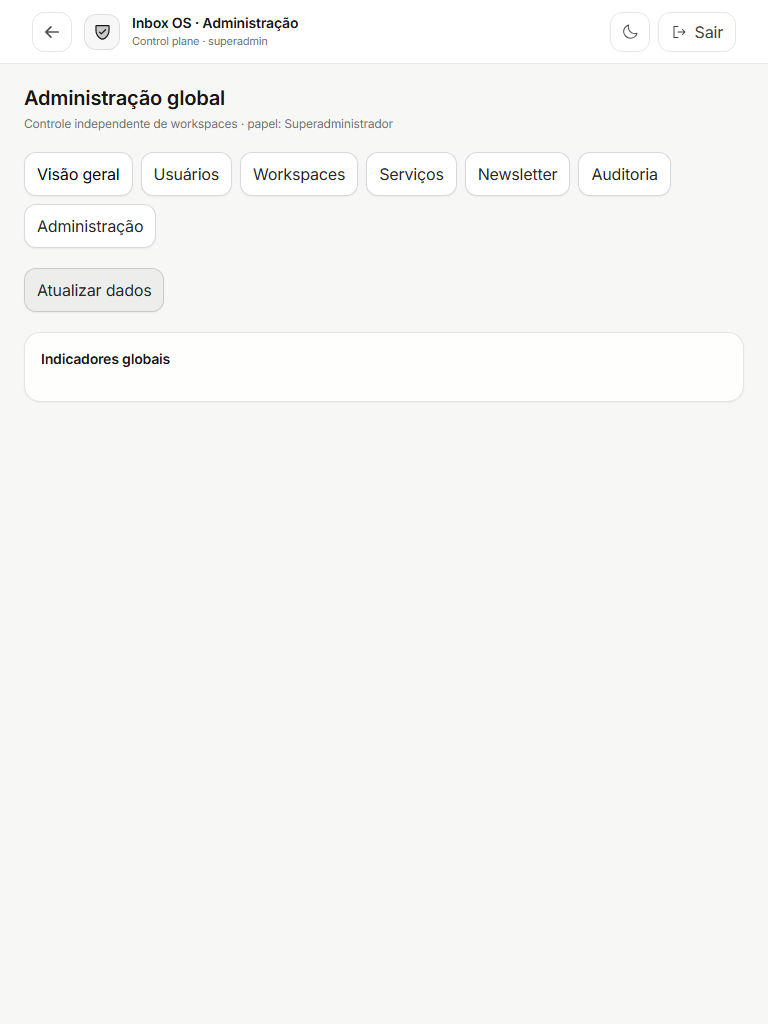 Inbox OS · Administração
Control plane · superadmin
Sair
Administração global
Controle independente de workspaces · papel: Superadministrador
Visão geral
Usuários
Workspaces
Serviços
Newsletter
Auditoria
Administração
Atualizar dados
Indicadores globais